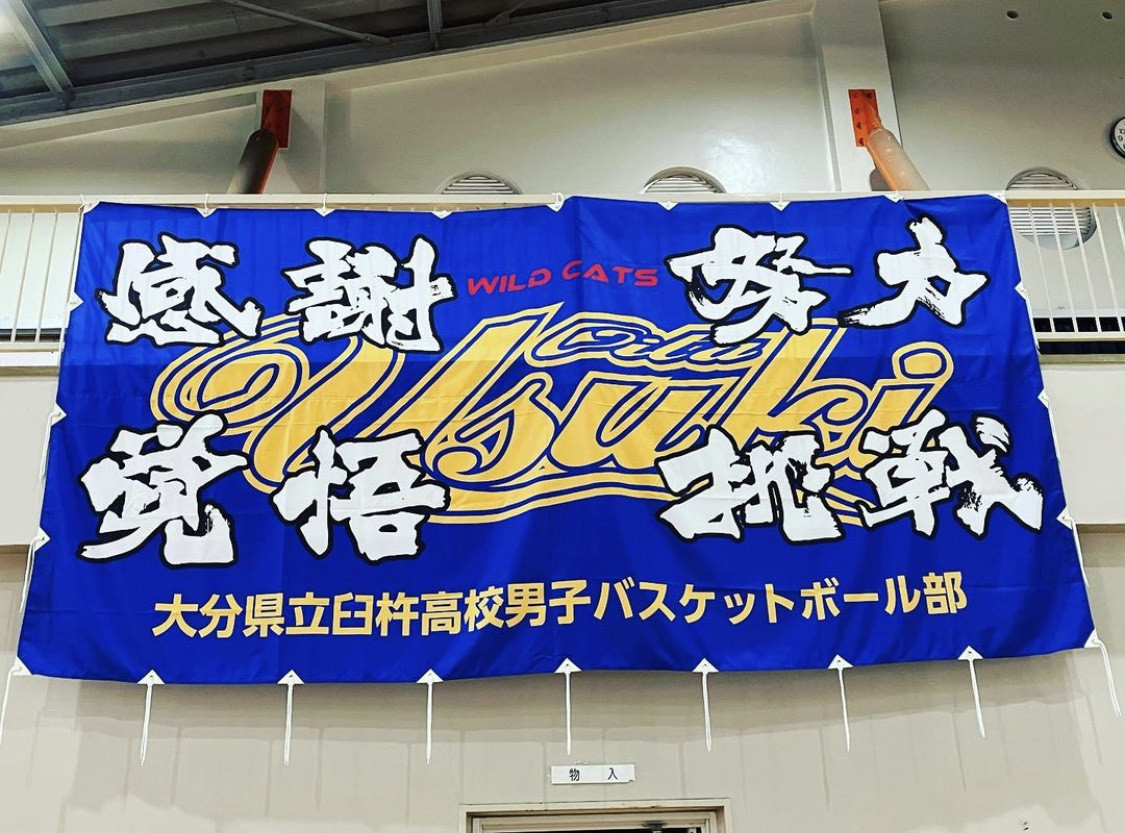 感謝 努力
WILD CATS
Oita
Usuki
覚悟 挑戦
大分県立臼杵高校男子バスケットボール部
物入